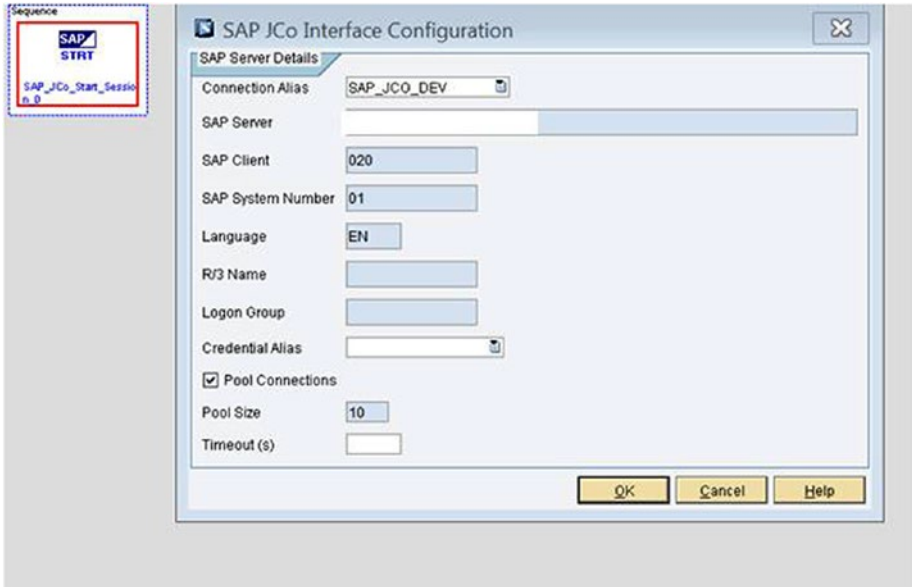 Sequence
SAP
STRT
SAP_JCo_Start_Sessio
n_0
SAP JCo Interface Configuration
SAP Server Details
Connection Alias SAP_JCO_DEV
SAP Server
SAP Client 020
SAP System Number 01
Language EN
R/3 Name
Logon Group
Credential Alias
Pool Connections
Pool Size 10
Timeout (s)
OK Cancel Help